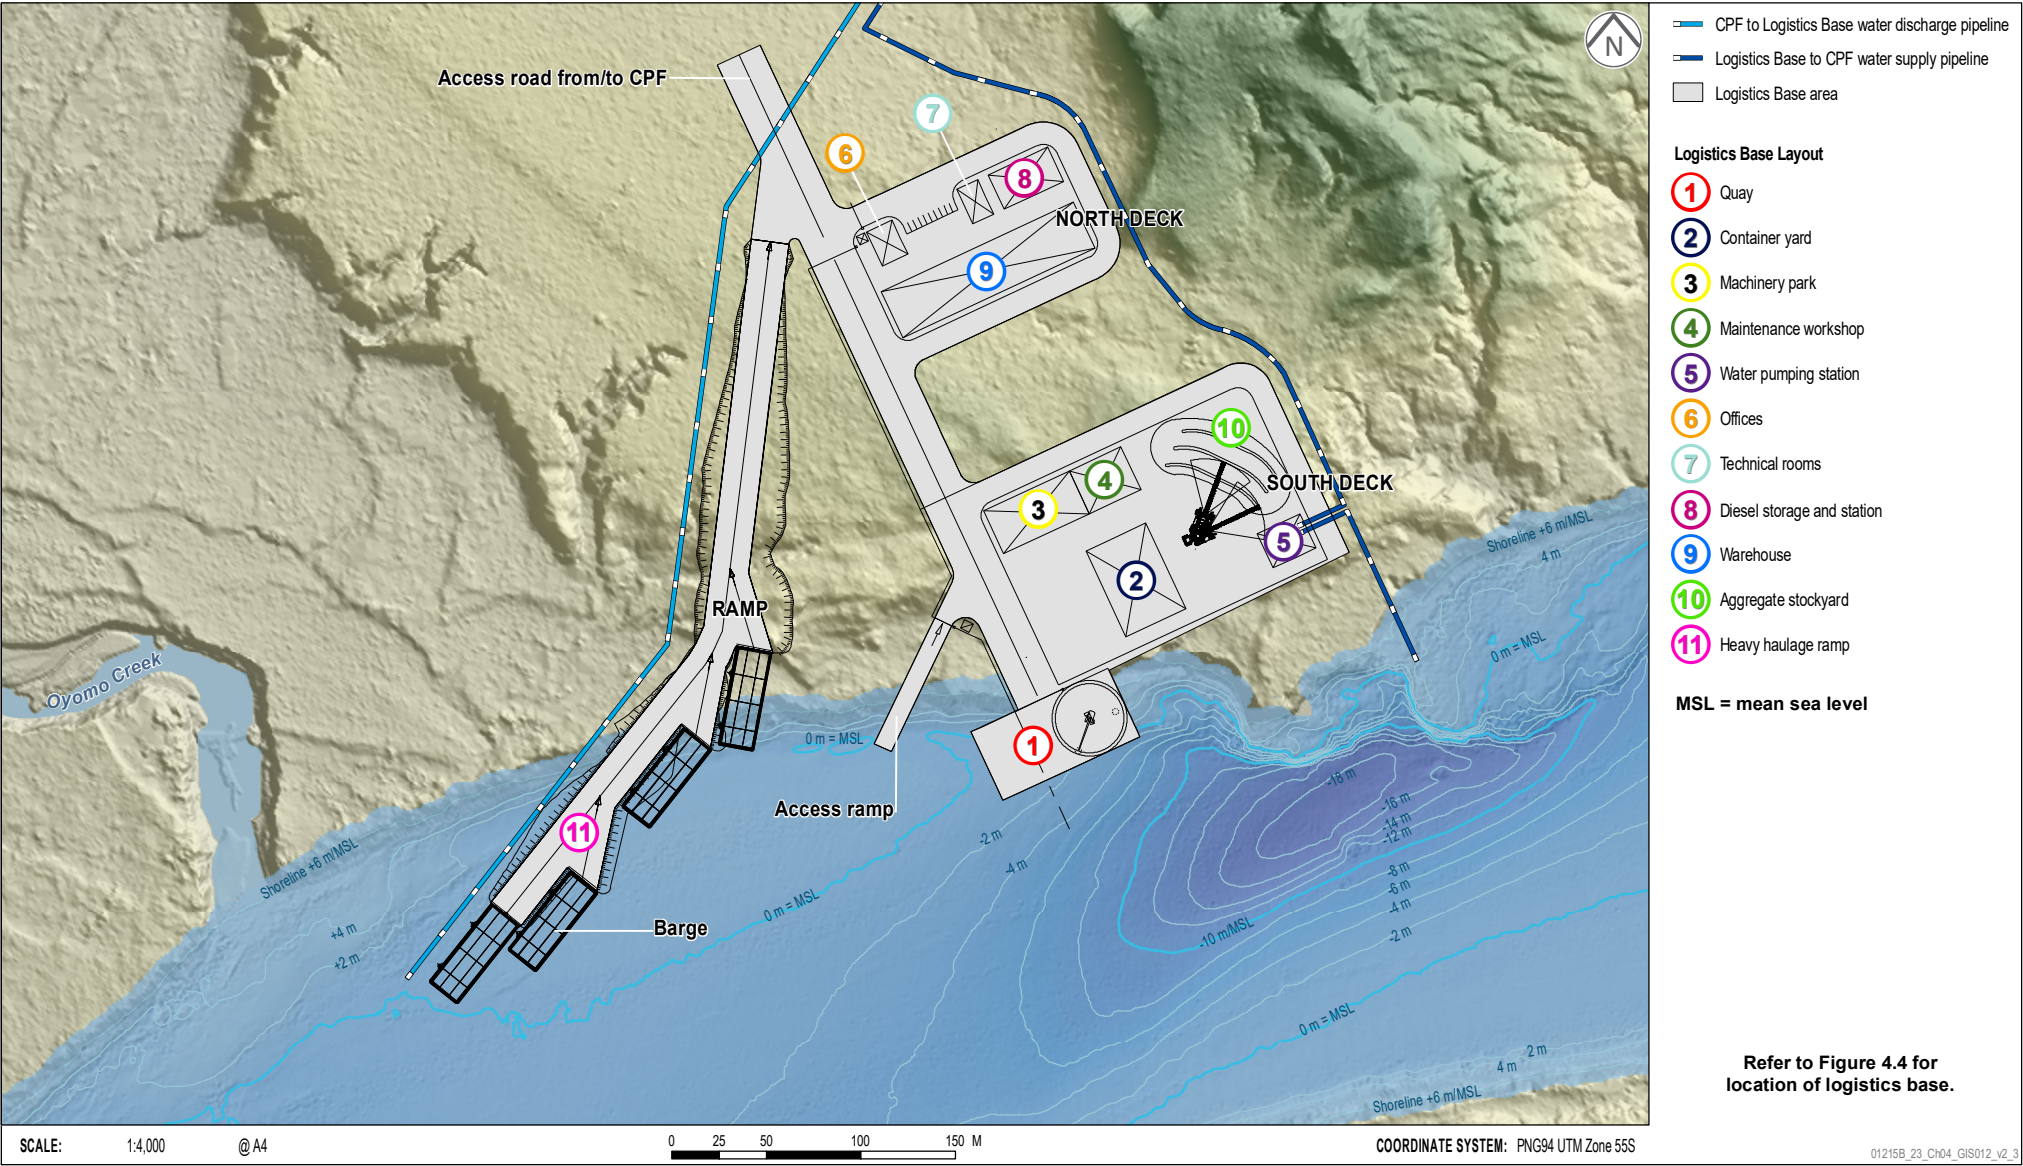 Access road from/to CPF
N
7
6
8
NORTH DECK
9
10
4
SOUTH DECK
3
5
2
Shoreline +6 m/MSL
4 m
RAMP
0 m = MSL
Oyomo Creek
0 m = MSL
1
-18 m
-16 m
-14 m
-12 m
Access ramp
11
-2 m
-4 m
-8 m
-6 m
-4 m
-2 m
Shoreline +6 m/MSL
0 m = MSL
+4 m
+2 m
Barge
-10 m/MSL
0 m = MSL
2 m
4 m
Shoreline +6 m/MSL
CPF to Logistics Base water discharge pipeline
Logistics Base to CPF water supply pipeline
Logistics Base area
Logistics Base Layout
1 Quay
2 Container yard
3 Machinery park
4 Maintenance workshop
5 Water pumping station
6 Offices
7 Technical rooms
8 Diesel storage and station
9 Warehouse
10 Aggregate stockyard
11 Heavy haulage ramp
MSL = mean sea level
Refer to Figure 4.4 for
location of logistics base.
SCALE: 1:4,000 @ A4
0 25 50 100 150 M
COORDINATE SYSTEM: PNG94 UTM Zone 55S
01215B_23_Ch04_GIS012_v2_3